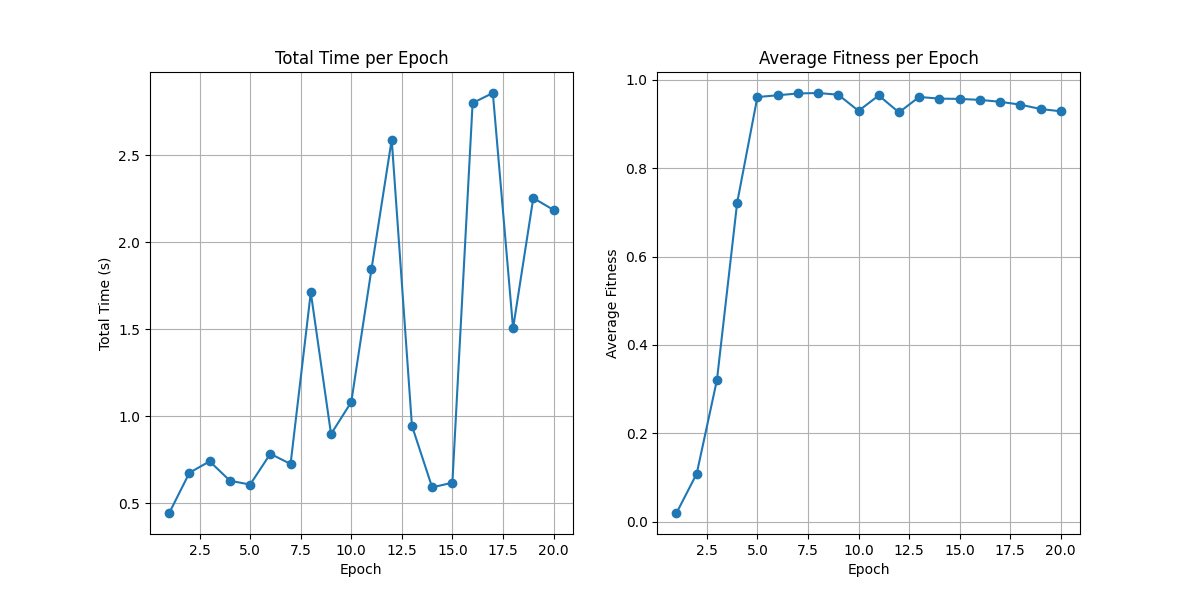 Total Time per Epoch
Total Time (s)
2.5
2.0
1.5
1.0
0.5
2.5 5.0 7.5 10.0 12.5 15.0 17.5 20.0
Epoch
Average Fitness per Epoch
Average Fitness
1.0
0.8
0.6
0.4
0.2
0.0
2.5 5.0 7.5 10.0 12.5 15.0 17.5 20.0
Epoch